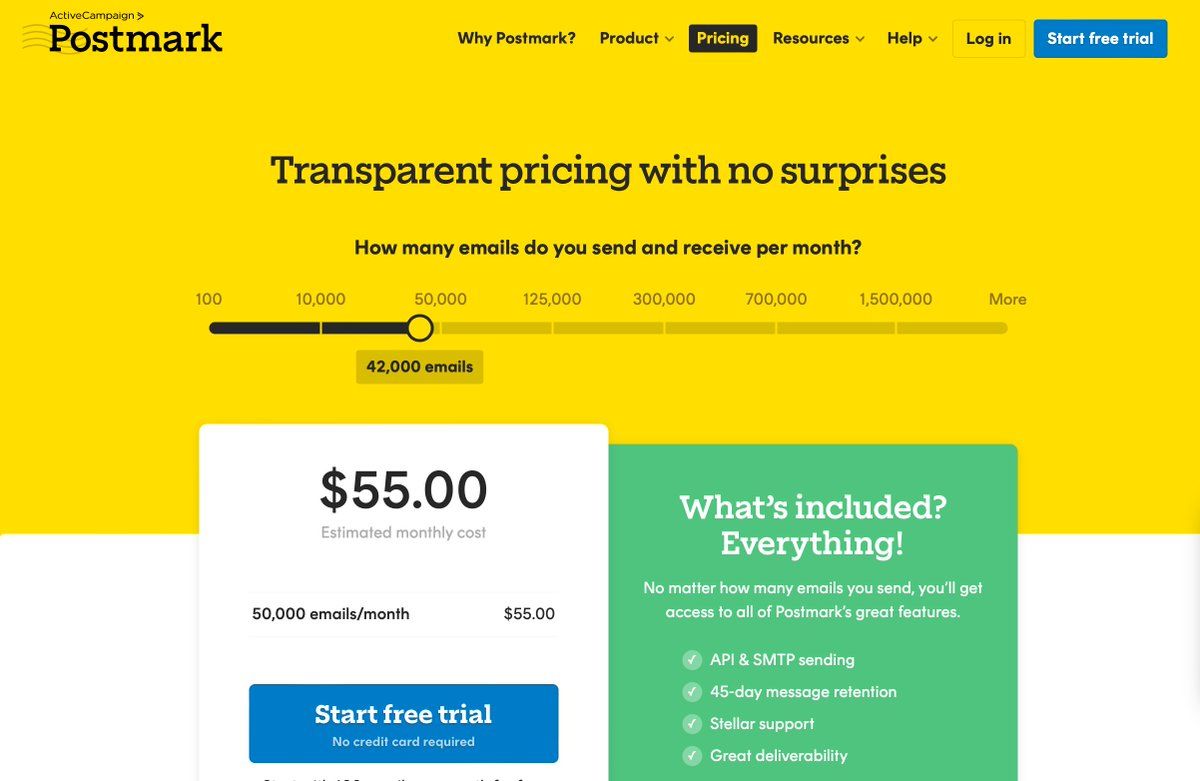 ActiveCampaign >
Postmark
Why Postmark?
Product
Pricing
Resources
Help
Log in
Start free trial
Transparent pricing with no surprises
How many emails do you send and receive per month?
100
10,000
50,000
125,000
300,000
700,000
1,500,000
More
42,000 emails
$55.00
Estimated monthly cost
50,000 emails/month $55.00
Start free trial
No credit card required
What's included?
Everything!
No matter how many emails you send, you'll get
access to all of Postmark's great features.
API & SMTP sending
45-day message retention
Stellar support
Great deliverability